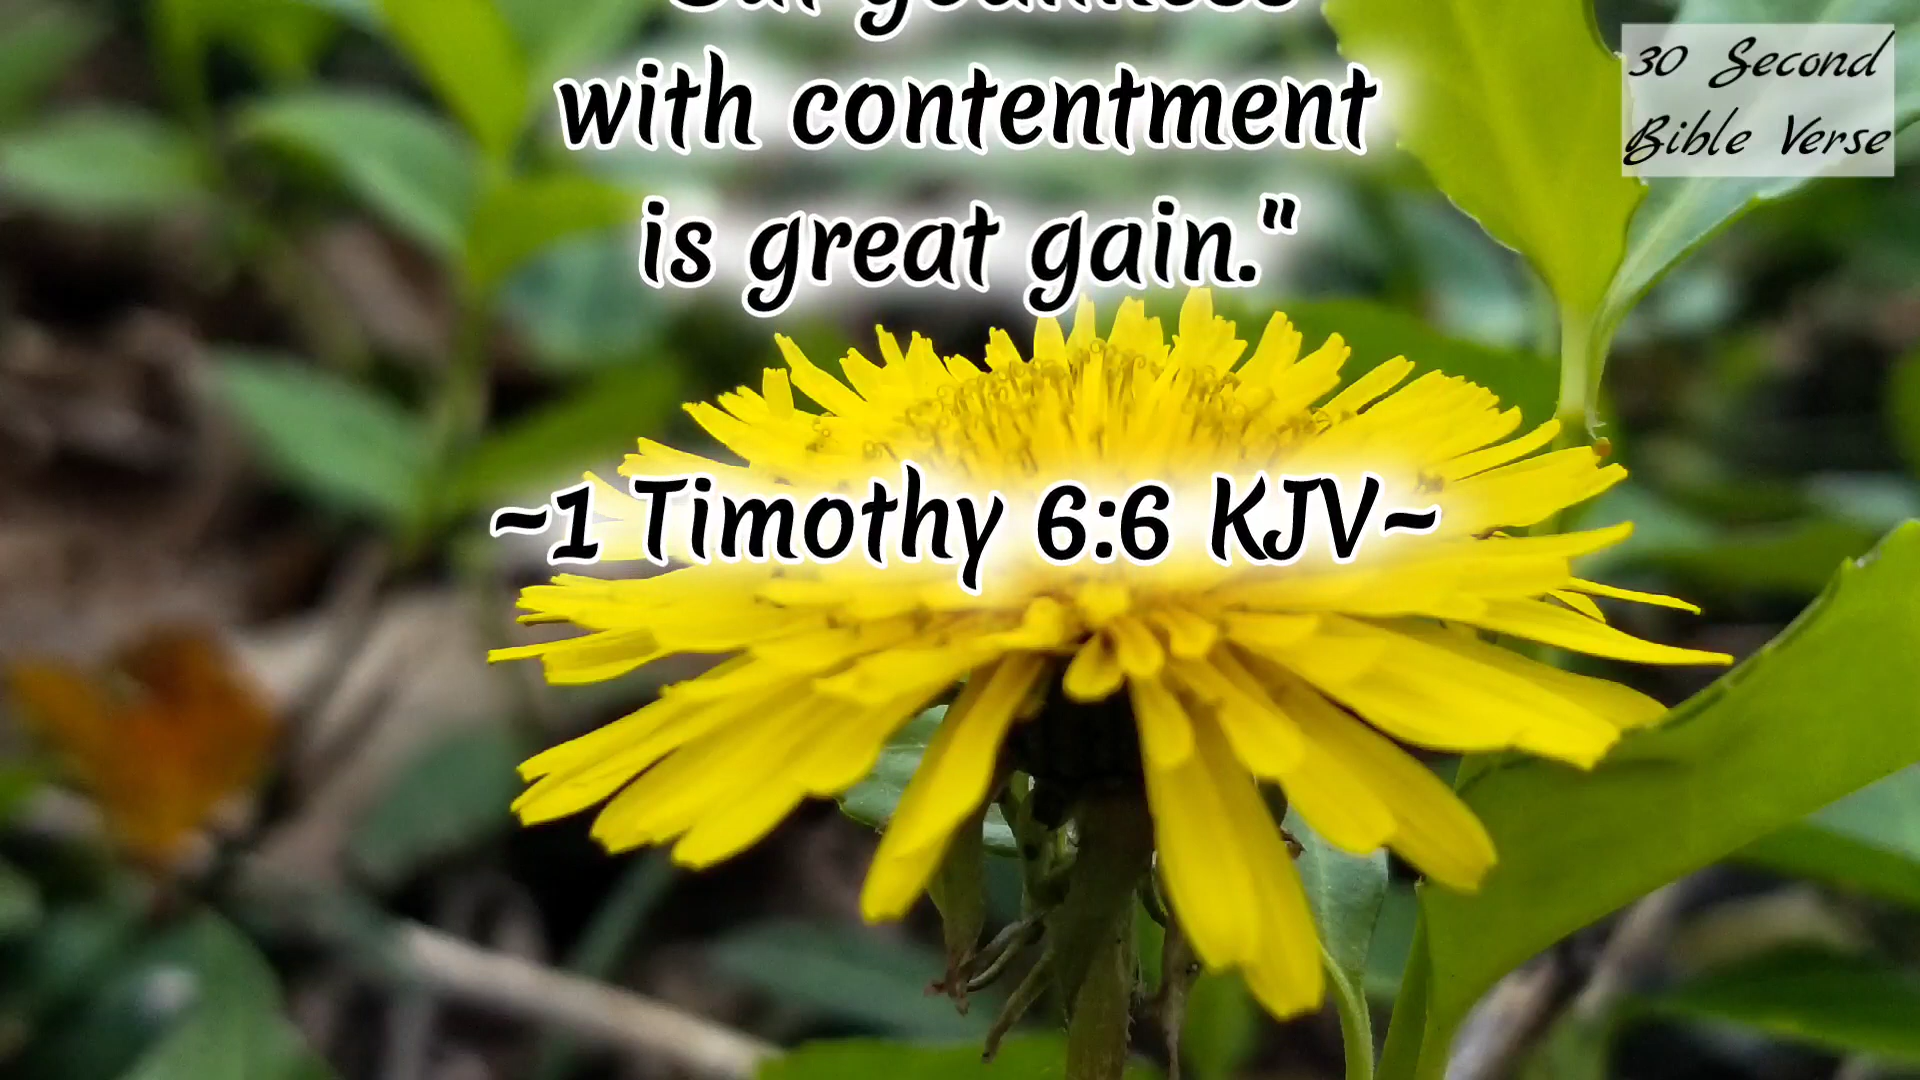 with contentment
is great gain."
~1 Timothy 6:6 KJV~
30 Second
Bible Verse